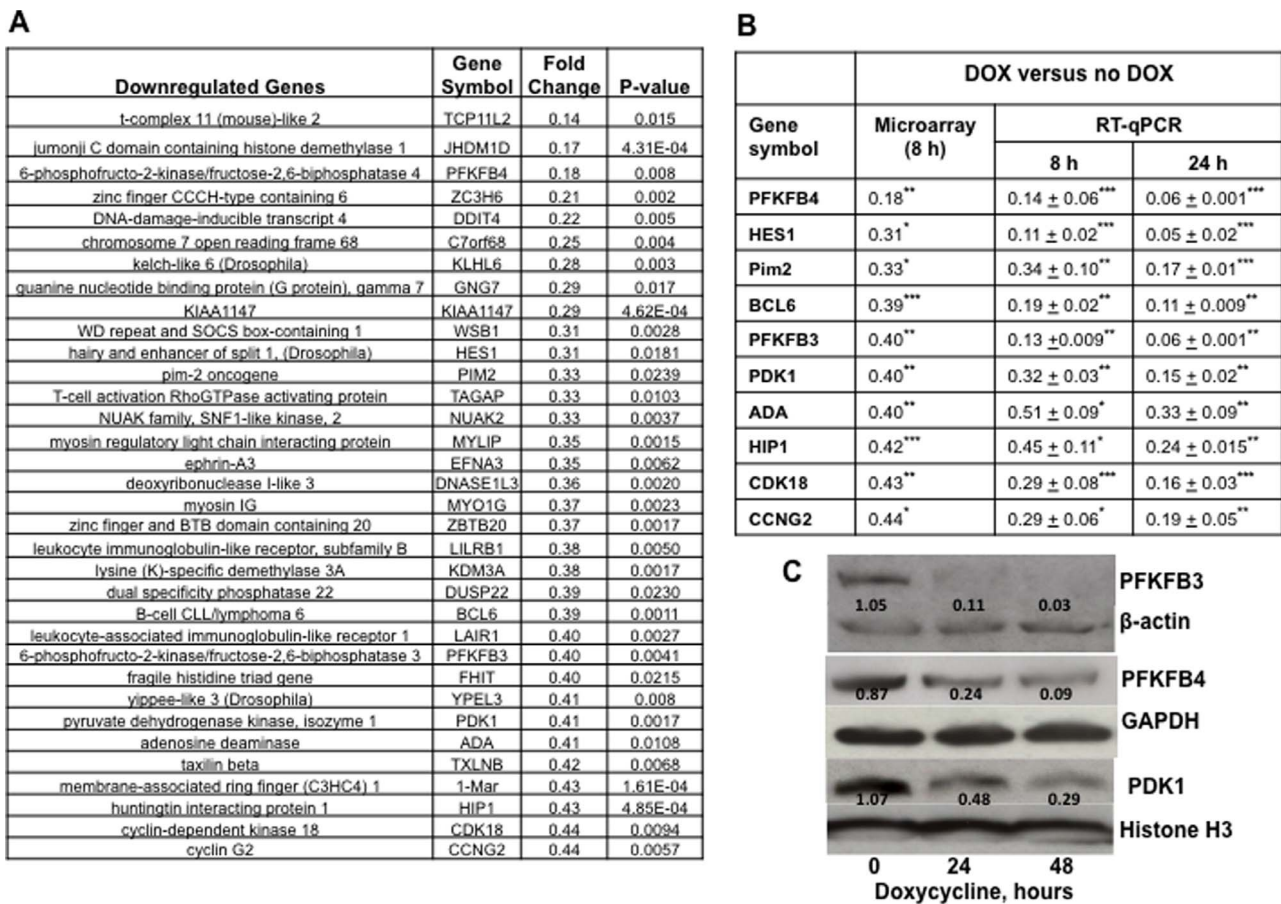 A
Downregulated Genes Gene Symbol Fold Change P-value
t-complex 11 (mouse)-like 2 TCP11L2 0.14 0.015
jumonji C domain containing histone demethylase 1 JHDM1D 0.17 4.31E-04
6-phosphofructo-2-kinase/fructose-2,6-biphosphatase 4 PFKFB4 0.18 0.008
zinc finger CCCH-type containing 6 ZC3H6 0.21 0.002
DNA-damage-inducible transcript 4 DDIT4 0.22 0.005
chromosome 7 open reading frame 68 C7orf68 0.25 0.004
kelch-like 6 (Drosophila) KLHL6 0.28 0.003
guanine nucleotide binding protein (G protein), gamma 7 GNG7 0.29 0.017
KIAA1147 KIAA1147 0.29 4.62E-04
WD repeat and SOCS box-containing 1 WSB1 0.31 0.0028
hairy and enhancer of split 1, (Drosophila) HES1 0.31 0.0181
pim-2 oncogene PIM2 0.33 0.0239
T-cell activation RhoGTPase activating protein TAGAP 0.33 0.0103
NUAK family, SNF1-like kinase, 2 NUAK2 0.33 0.0037
myosin regulatory light chain interacting protein MYLIP 0.35 0.0015
ephrin-A3 EFNA3 0.35 0.0062
deoxyribonuclease I-like 3 DNASE1L3 0.36 0.0020
myosin IG MYO1G 0.37 0.0023
zinc finger and BTB domain containing 20 ZBTB20 0.37 0.0017
leukocyte immunoglobulin-like receptor, subfamily B LILRB1 0.38 0.0050
lysine (K)-specific demethylase 3A KDM3A 0.38 0.0017
dual specificity phosphatase 22 DUSP22 0.39 0.0230
B-cell CLL/lymphoma 6 BCL6 0.39 0.0011
leukocyte-associated immunoglobulin-like receptor 1 LAIR1 0.40 0.0027
6-phosphofructo-2-kinase/fructose-2,6-biphosphatase 3 PFKFB3 0.40 0.0041
fragile histidine triad gene FHIT 0.40 0.0215
yippee-like 3 (Drosophila) YPEL3 0.41 0.008
pyruvate dehydrogenase kinase, isozyme 1 PDK1 0.41 0.0017
adenosine deaminase ADA 0.41 0.0108
taxilin beta TXLNB 0.42 0.0068
membrane-associated ring finger (C3HC4) 1 1-Mar 0.43 1.61E-04
huntingtin interacting protein 1 HIP1 0.43 4.85E-04
cyclin-dependent kinase 18 CDK18 0.44 0.0094
cyclin G2 CCNG2 0.44 0.0057
B
DOX versus no DOX
Gene symbol Microarray (8 h) RT-qPCR
8 h 24 h
PFKFB4 0.18** 0.14 ± 0.06*** 0.06 ± 0.001***
HES1 0.31* 0.11 ± 0.02*** 0.05 ± 0.02***
Pim2 0.33* 0.34 ± 0.10** 0.17 ± 0.01***
BCL6 0.39*** 0.19 ± 0.02** 0.11 ± 0.009**
PFKFB3 0.40** 0.13 ±0.009** 0.06 ± 0.001**
PDK1 0.40** 0.32 ± 0.03** 0.15 ± 0.02**
ADA 0.40** 0.51 ± 0.09* 0.33 ± 0.09**
HIP1 0.42*** 0.45 ± 0.11* 0.24 ± 0.015**
CDK18 0.43** 0.29 ± 0.08*** 0.16 ± 0.03***
CCNG2 0.44* 0.29 ± 0.06* 0.19 ± 0.05**
C
PFKFB3
1.05 0.11 0.03
β-actin
PFKFB4
0.87 0.24 0.09
GAPDH
PDK1
1.07 0.48 0.29
Histone H3
0 24 48
Doxycycline, hours